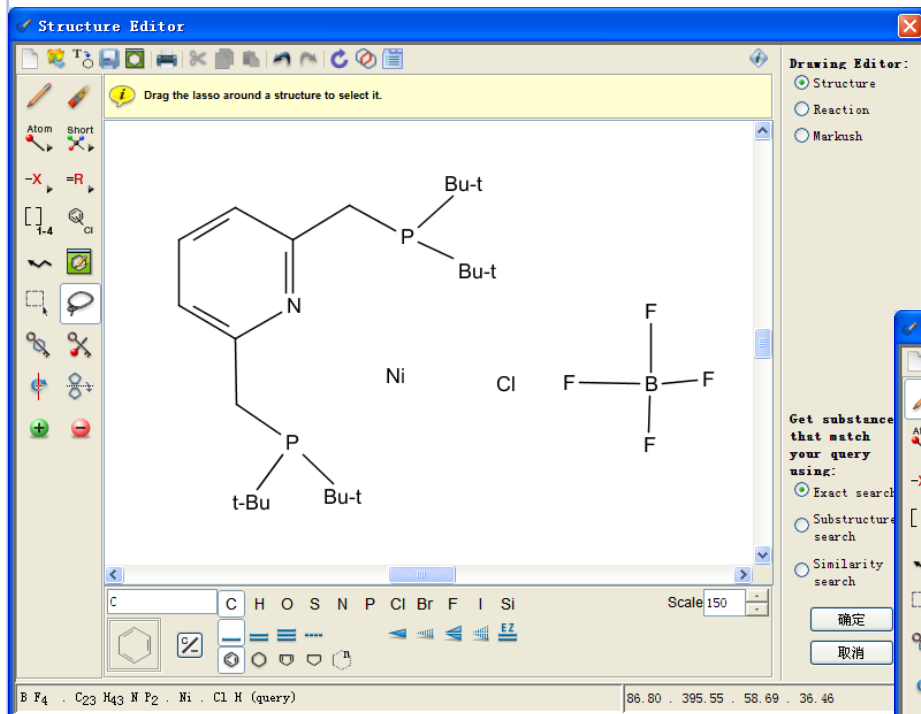 Structure Editor
Drag the lasso around a structure to select it.
Drawing Editor:
Structure
Reaction
Markush
Atom
Short
-X
=R
[ ]1-4
Cl
Bu-t
P
Bu-t
N
F
Ni
Cl
F
B
F
F
P
t-Bu
Bu-t
Get substance
that match
your query
using:
Exact search
Substructure
search
Similarity
search
C
C H O S N P Cl Br F I Si
Scale 150
EZ
n
确定
取消
B F4 . C23 H43 N P2 . Ni . Cl H (query)
86.80 . 395.55 . 58.69 . 36.46